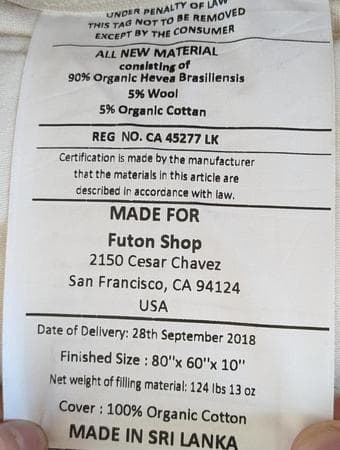 UNDER PENALTY OF LAW
THIS TAG NOT TO BE REMOVED
EXCEPT BY THE CONSUMER
ALL NEW MATERIAL
consisting of
90% Organic Hevea Brasiliensis
5% Wool
5% Organic Cottan
REG NO. CA 45277 LK
Certification is made by the manufacturer
that the materials in this article are
described in accordance with law.
MADE FOR
Futon Shop
2150 Cesar Chavez
San Francisco, CA 94124
USA
Date of Delivery: 28th September 2018
Finished Size : 80"x 60"x 10"
Net weight of filling material: 124 lbs 13 oz
Cover : 100% Organic Cotton
MADE IN SRI LANKA